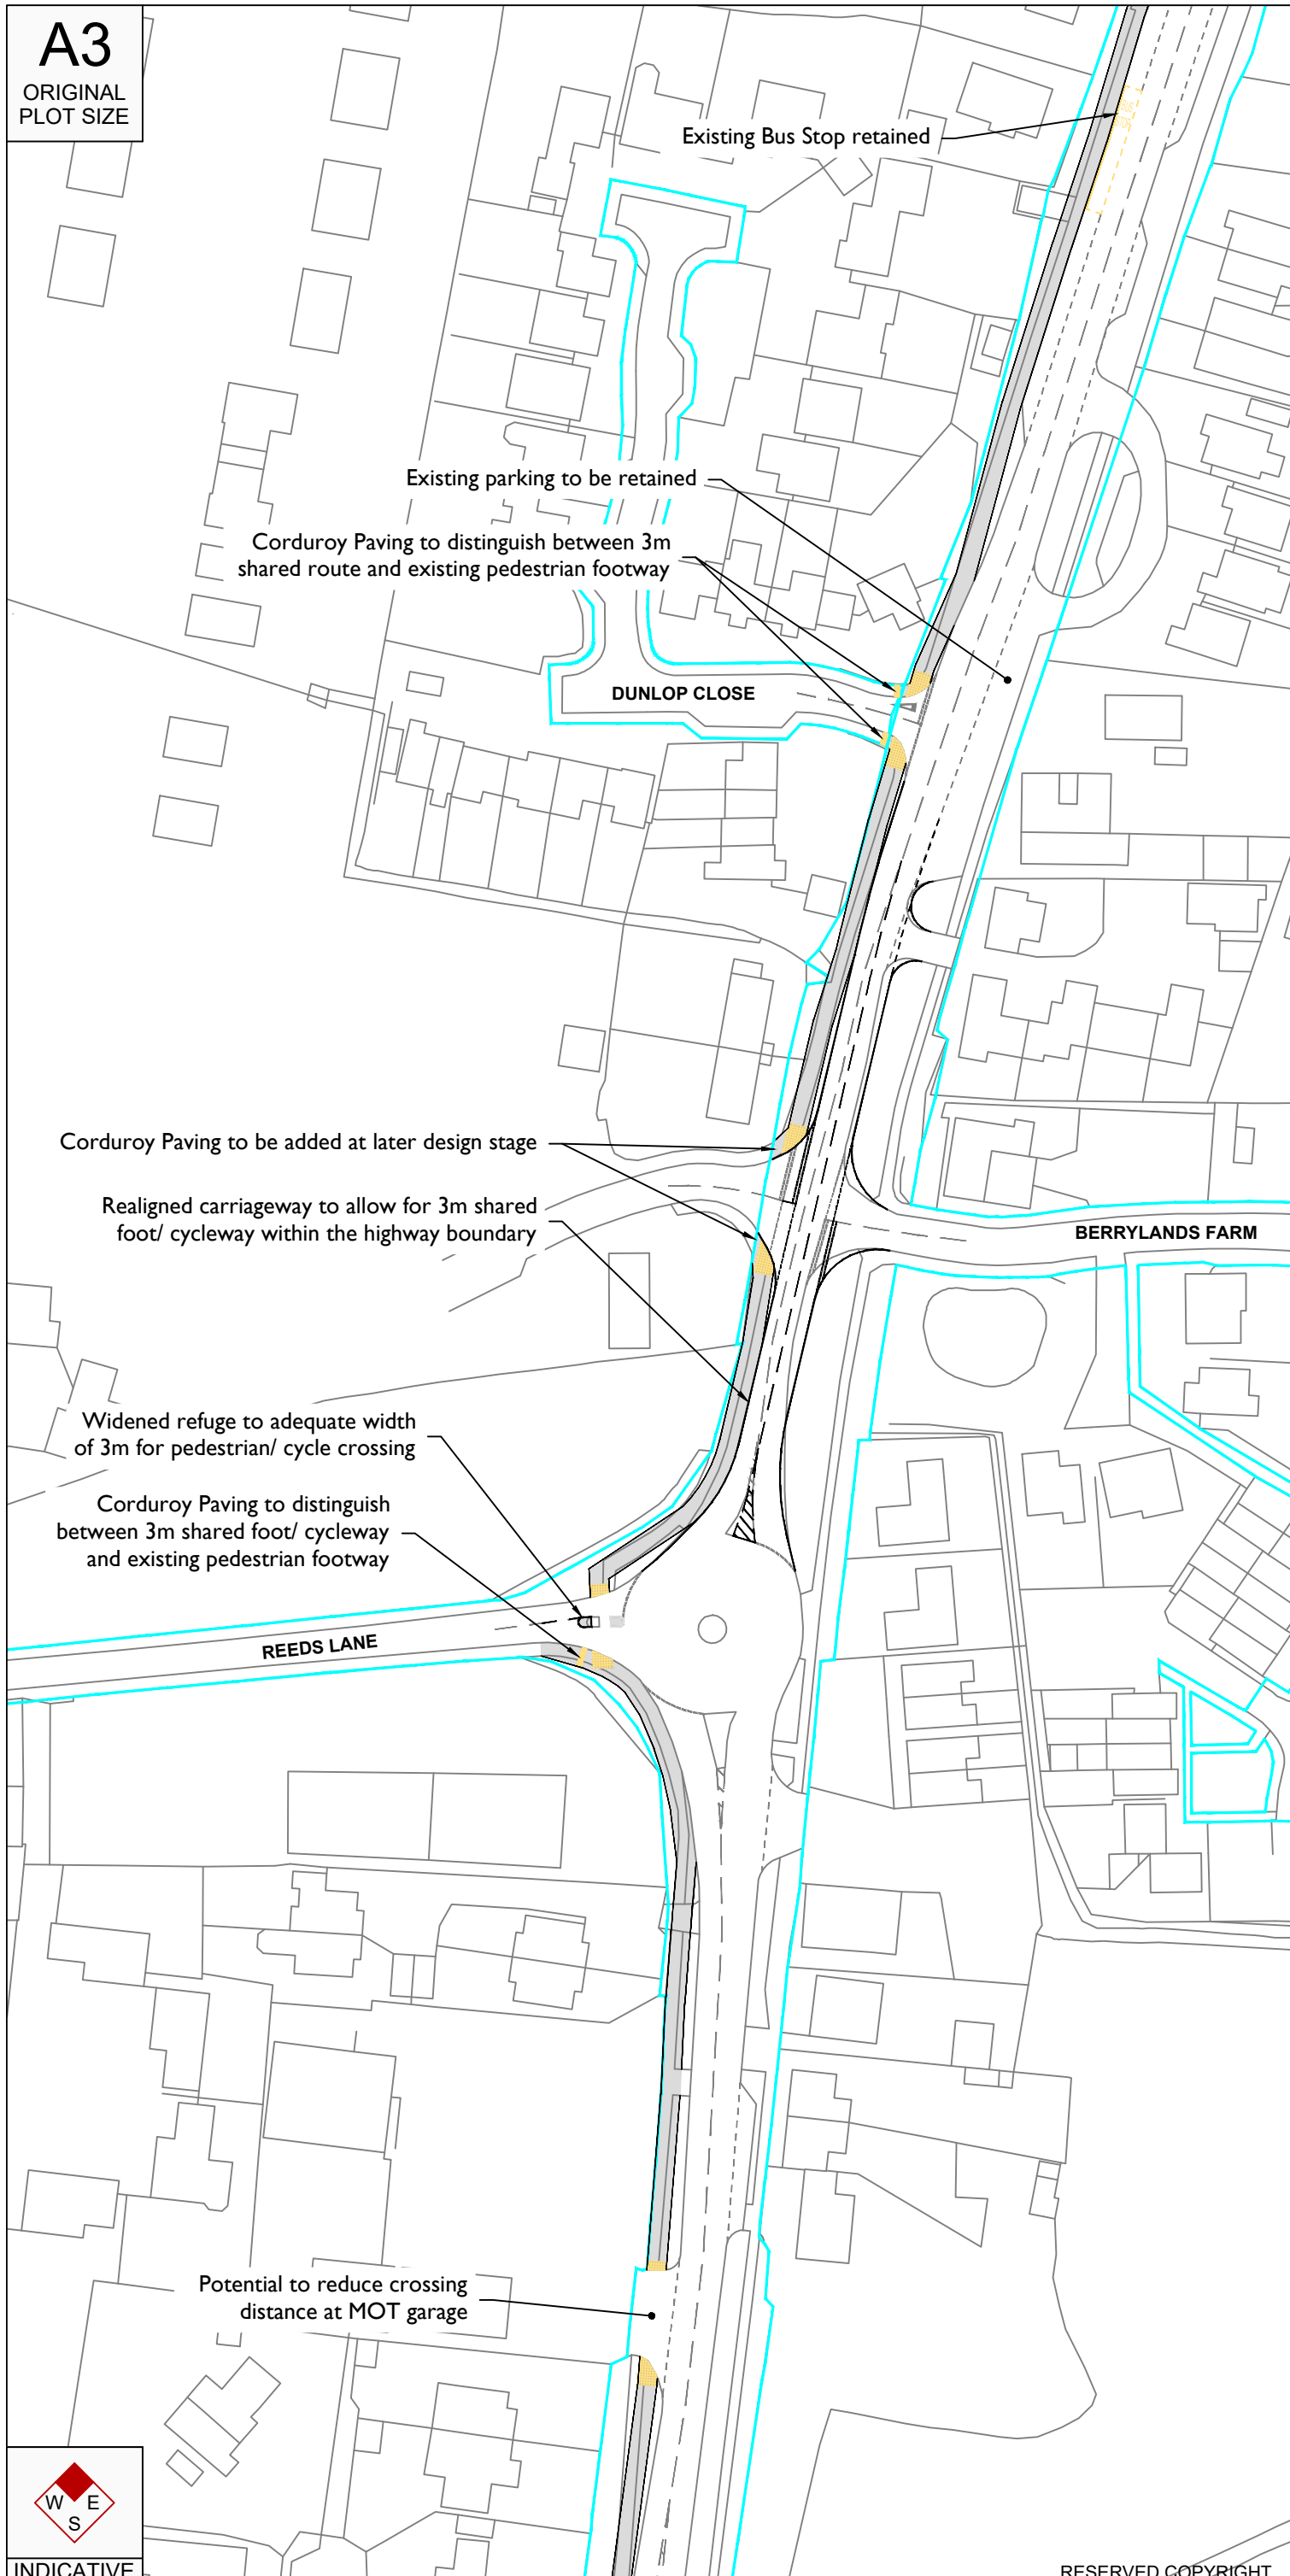 A3
ORIGINAL
PLOT SIZE
Existing Bus Stop retained
BUS
STOP
Existing parking to be retained
Corduroy Paving to distinguish between 3m
shared route and existing pedestrian footway
DUNLOP CLOSE
Corduroy Paving to be added at later design stage
Realigned carriageway to allow for 3m shared
foot/ cycleway within the highway boundary
BERRYLANDS FARM
Widened refuge to adequate width
of 3m for pedestrian/ cycle crossing
Corduroy Paving to distinguish
between 3m shared foot/ cycleway
and existing pedestrian footway
REEDS LANE
Potential to reduce crossing
distance at MOT garage
W E
S
INDICATIVE
RESERVED COPYRIGHT